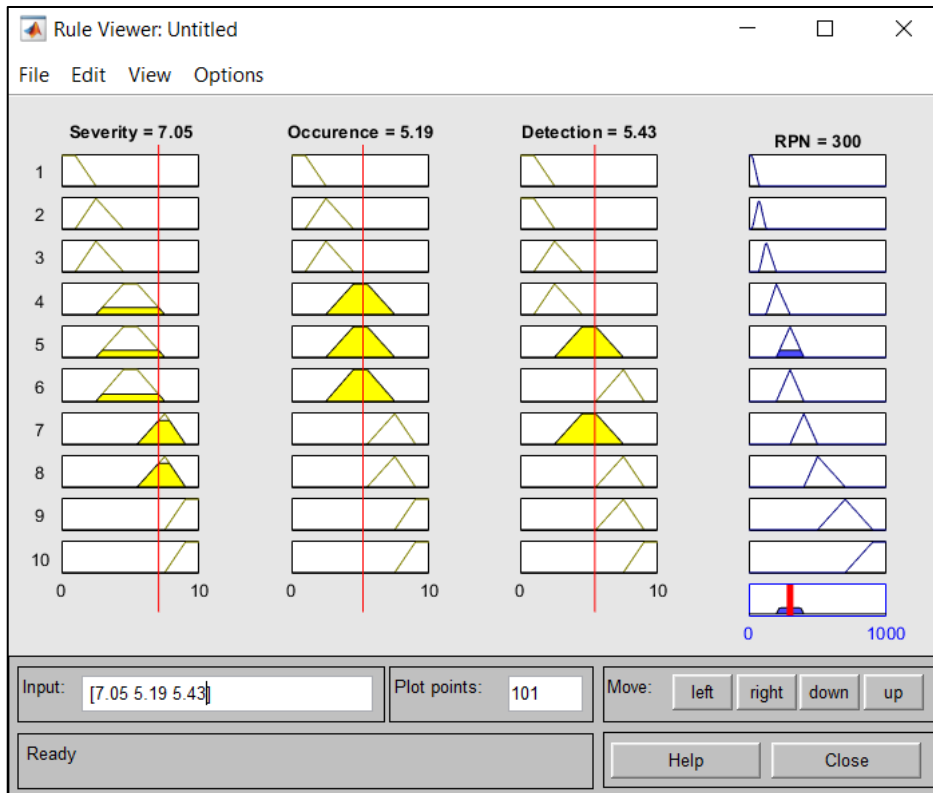 Rule Viewer: Untitled
File Edit View Options
Severity = 7.05 Occurence = 5.19 Detection = 5.43 RPN = 300
1
2
3
4
5
6
7
8
9
10
0 10 0 10 0 10
0 1000
Input: [7.05 5.19 5.43] Plot points: 101 Move: left right down up
Ready Help Close